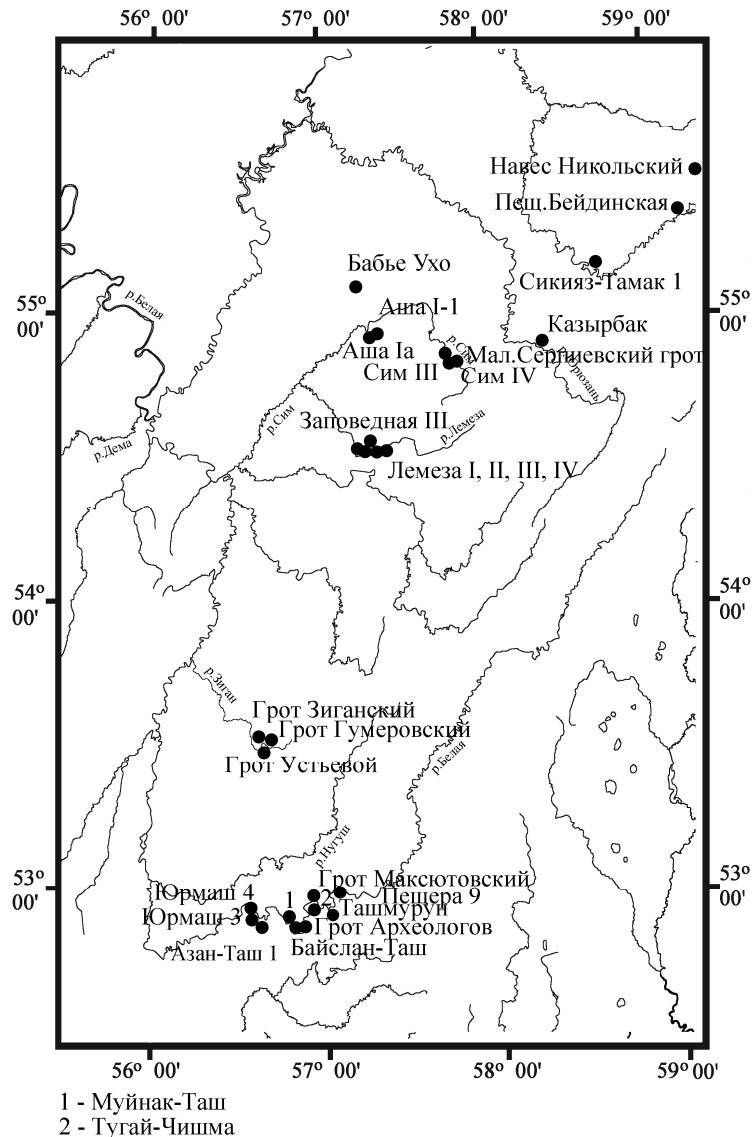 56° 00' 57° 00' 58° 00' 59° 00'
Навес Никольский
Пещ.Бейдинская
Бабье Ухо
Сикияз-Тамак 1
р.Белая
Аша I-1
55° 00' 55° 00'
Казырбак
Аша Iа
р.Сим
Мал.Сергиевский грот
Сим III
Сим IV
р.Юрюзань
Заповедная III
р.Сим
р.Лемеза
р.Дема
Лемеза I, II, III, IV
54° 00' 54° 00'
р.Зиган
Грот Зиганский
Грот Гумеровский
Грот Устьевой
р.Белая
р.Нугуш
53° 00' 53° 00'
Грот Максютовский
Юрмаш 4
Пещера 9
1 2
Ташмурун
Юрмаш 3
Грот Археологов
Азан-Таш 1
Байслан-Таш
56° 00' 57° 00' 58° 00' 59° 00'
1 - Муйнак-Таш
2 - Тугай-Чишма